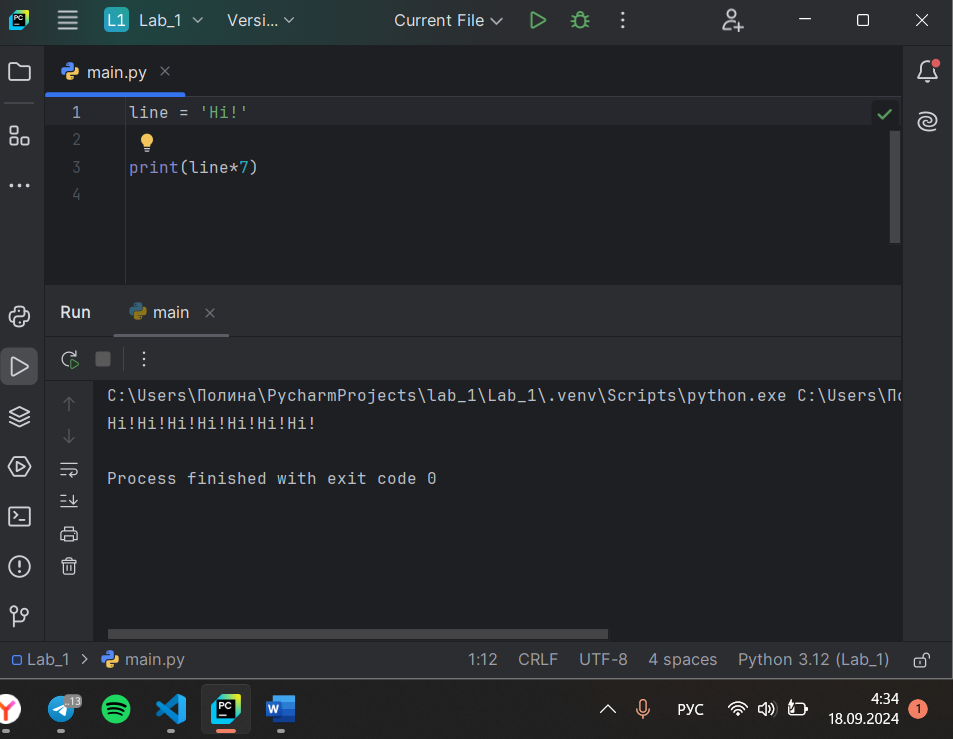 PC L1 Lab_1 Versi... Current File
main.py
1 line = 'Hi!'
2
3 print(line*7)
4
Run main
C:\Users\Полина\PycharmProjects\lab_1\Lab_1\.venv\Scripts\python.exe C:\Users\По
Hi!Hi!Hi!Hi!Hi!Hi!Hi!
Process finished with exit code 0
Lab_1 main.py 1:12 CRLF UTF-8 4 spaces Python 3.12 (Lab_1)
Y 13 PC W РУС 4:34
18.09.2024 1